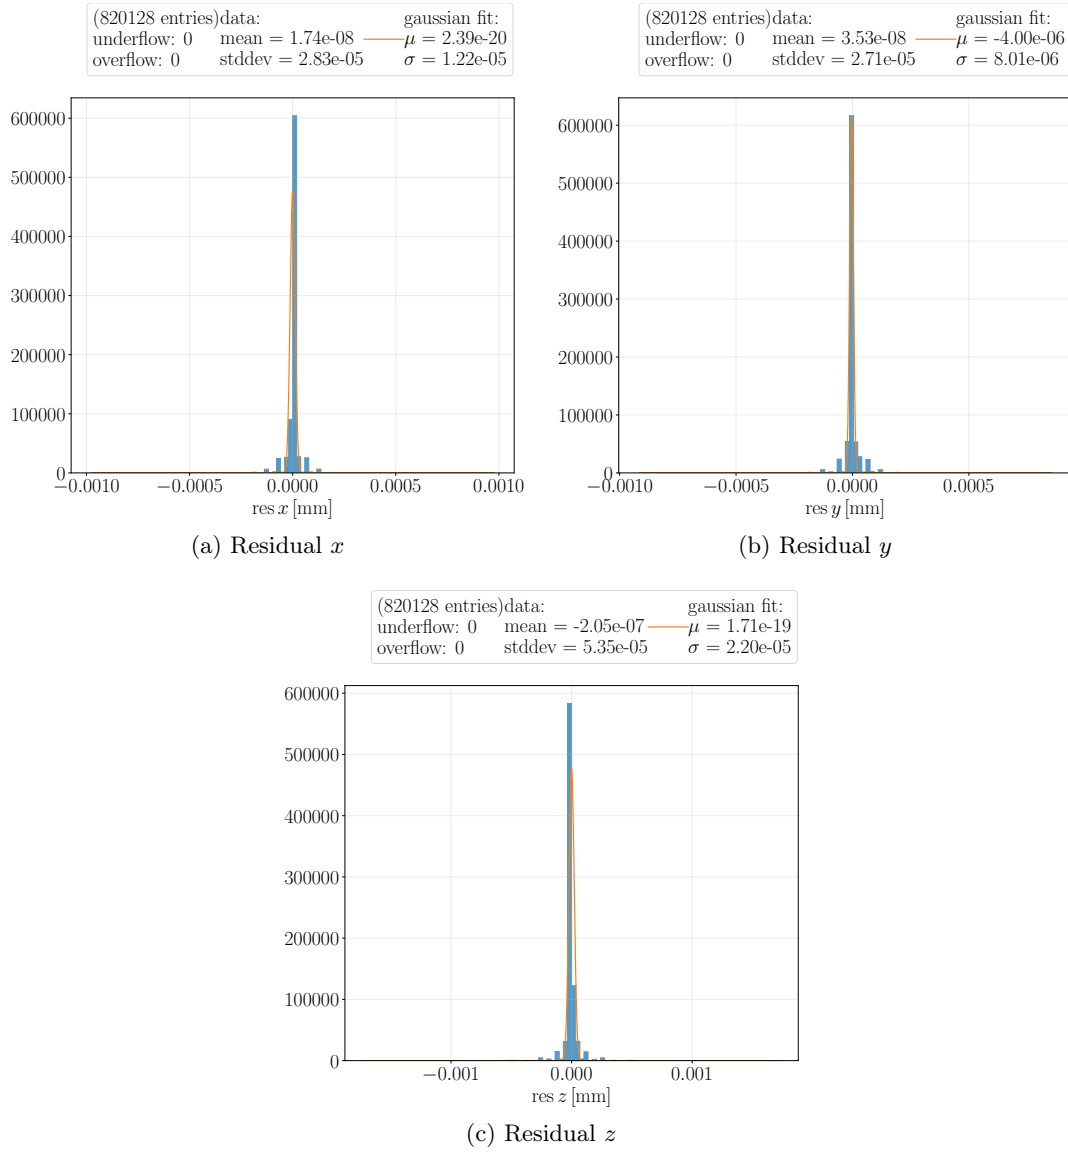 (820128 entries) data: gaussian fit:
underflow: 0 mean = 1.74e-08 μ = 2.39e-20
overflow: 0 stddev = 2.83e-05 σ = 1.22e-05
(820128 entries) data: gaussian fit:
underflow: 0 mean = 3.53e-08 μ = -4.00e-06
overflow: 0 stddev = 2.71e-05 σ = 8.01e-06
600000
500000
400000
300000
200000
100000
0
−0.0010 −0.0005 0.0000 0.0005 0.0010
res x [mm]
(a) Residual x
600000
500000
400000
300000
200000
100000
0
−0.0010 −0.0005 0.0000 0.0005
res y [mm]
(b) Residual y
(820128 entries) data: gaussian fit:
underflow: 0 mean = -2.05e-07 μ = 1.71e-19
overflow: 0 stddev = 5.35e-05 σ = 2.20e-05
600000
500000
400000
300000
200000
100000
0
−0.001 0.000 0.001
res z [mm]
(c) Residual z